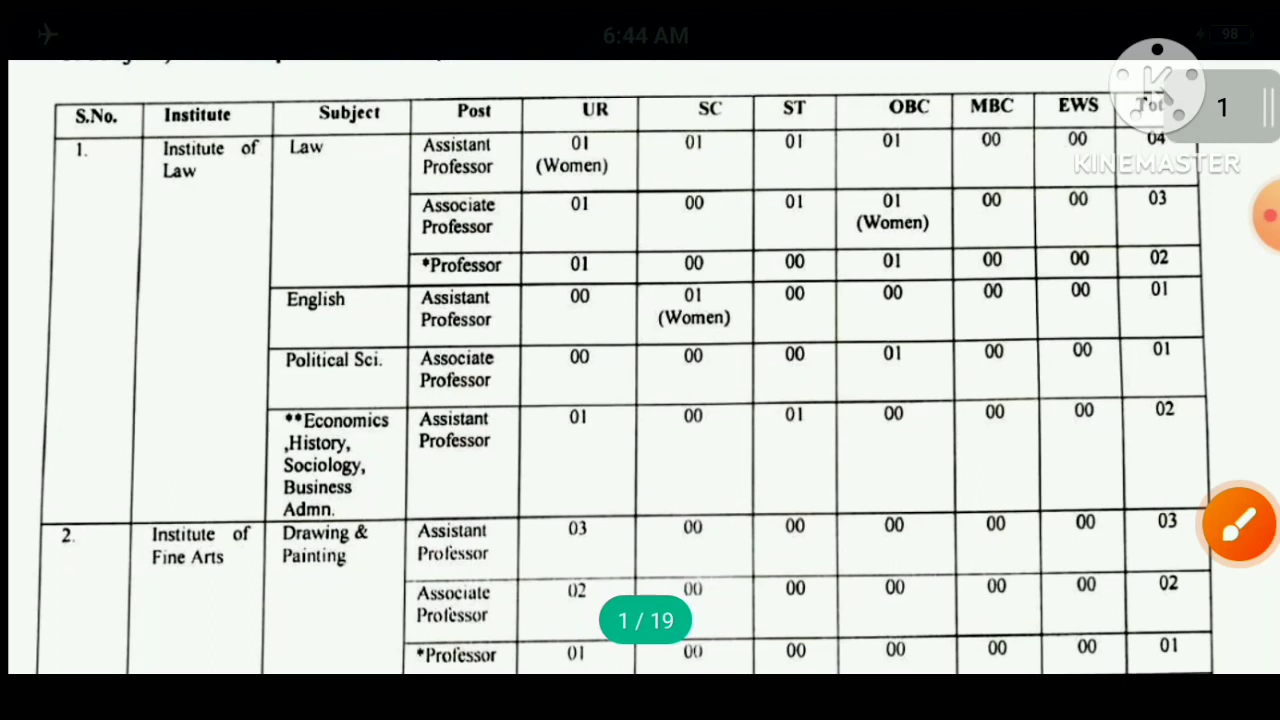 6:44 AM
98
1
KINEMASTER
S.No. Institute Subject Post UR SC ST OBC MBC EWS Tot
1. Institute of Law Law Assistant Professor 01 (Women) 01 01 01 00 00 04
Associate Professor 01 00 01 01 (Women) 00 00 03
*Professor 01 00 00 01 00 00 02
English Assistant Professor 00 01 (Women) 00 00 00 00 01
Political Sci. Associate Professor 00 00 00 01 00 00 01
**Economics ,History, Sociology, Business Admn. Assistant Professor 01 00 01 00 00 00 02
2. Institute of Fine Arts Drawing & Painting Assistant Professor 03 00 00 00 00 00 03
Associate Professor 02 00 00 00 00 00 02
*Professor 01 00 00 00 00 00 01
1 / 19